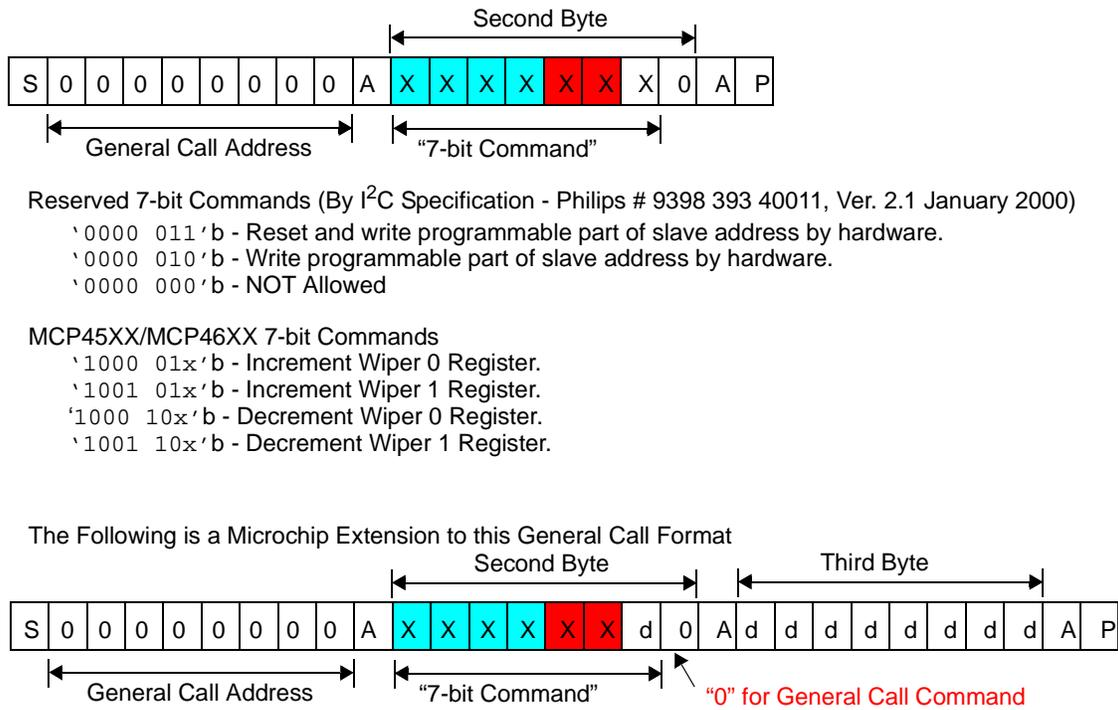 Second Byte
S 0 0 0 0 0 0 0 0 A X X X X X X X 0 A P
General Call Address “7-bit Command”
Reserved 7-bit Commands (By I²C Specification - Philips # 9398 393 40011, Ver. 2.1 January 2000)
‘0000 011’b - Reset and write programmable part of slave address by hardware.
‘0000 010’b - Write programmable part of slave address by hardware.
‘0000 000’b - NOT Allowed
MCP45XX/MCP46XX 7-bit Commands
‘1000 01x’b - Increment Wiper 0 Register.
‘1001 01x’b - Increment Wiper 1 Register.
‘1000 10x’b - Decrement Wiper 0 Register.
‘1001 10x’b - Decrement Wiper 1 Register.
The Following is a Microchip Extension to this General Call Format
Second Byte Third Byte
S 0 0 0 0 0 0 0 0 A X X X X X X d 0 A d d d d d d d d A P
General Call Address “7-bit Command” “0” for General Call Command